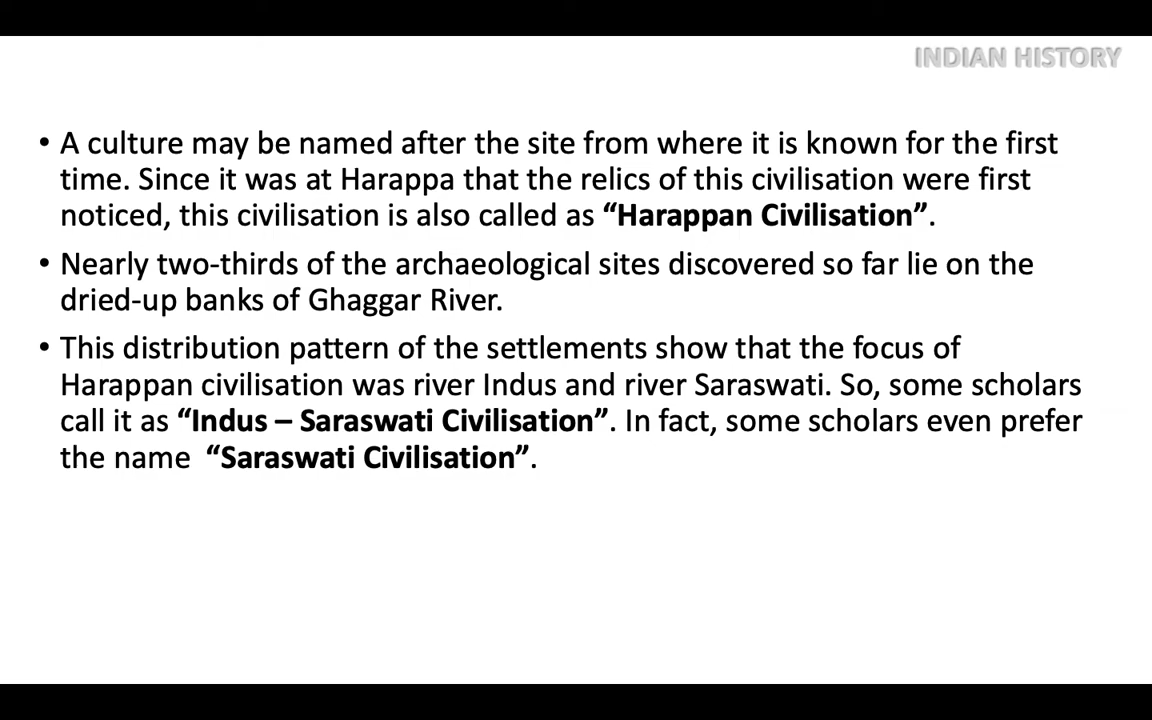 INDIAN HISTORY
• A culture may be named after the site from where it is known for the first
time. Since it was at Harappa that the relics of this civilisation were first
noticed, this civilisation is also called as “Harappan Civilisation”.
• Nearly two-thirds of the archaeological sites discovered so far lie on the
dried-up banks of Ghaggar River.
• This distribution pattern of the settlements show that the focus of
Harappan civilisation was river Indus and river Saraswati. So, some scholars
call it as “Indus – Saraswati Civilisation”. In fact, some scholars even prefer
the name “Saraswati Civilisation”.